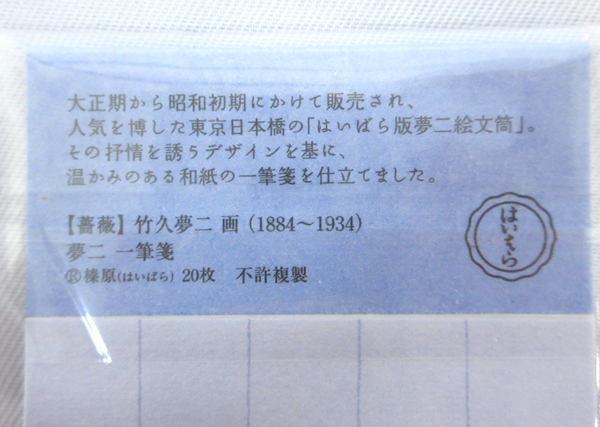 大正期から昭和初期にかけて販売され、
人気を博した東京日本橋の「はいばら版夢二絵文筒」。
その抒情を誘うデザインを基に、
温かみのある和紙の一筆箋を仕立てました。
【薔薇】竹久夢二 画（1884〜1934）
夢二 一筆箋
Ⓡ榛原(はいばら) 20枚 不許複製
はいばら